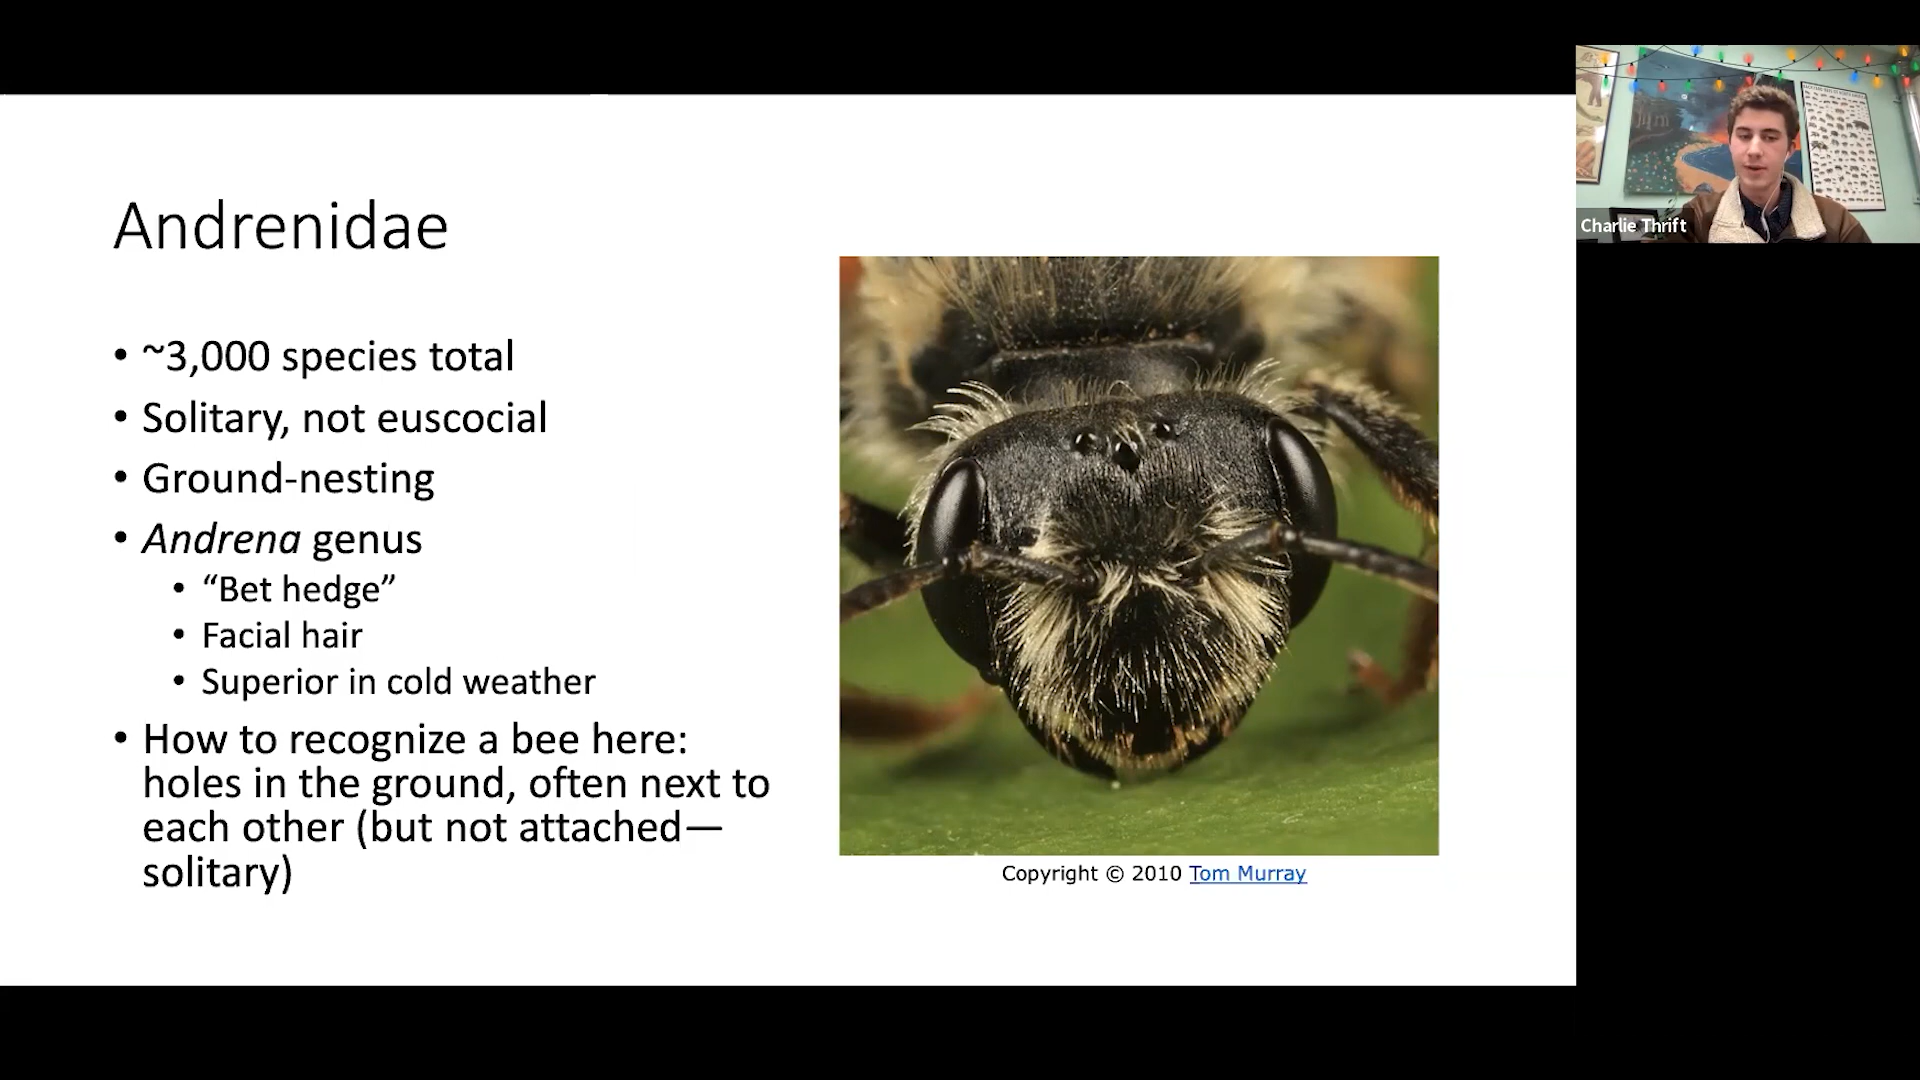 Andrenidae
• ~3,000 species total
• Solitary, not euscocial
• Ground-nesting
• Andrena genus
• “Bet hedge”
• Facial hair
• Superior in cold weather
• How to recognize a bee here:
holes in the ground, often next to
each other (but not attached—
solitary)
Copyright © 2010 Tom Murray
Charlie Thrift